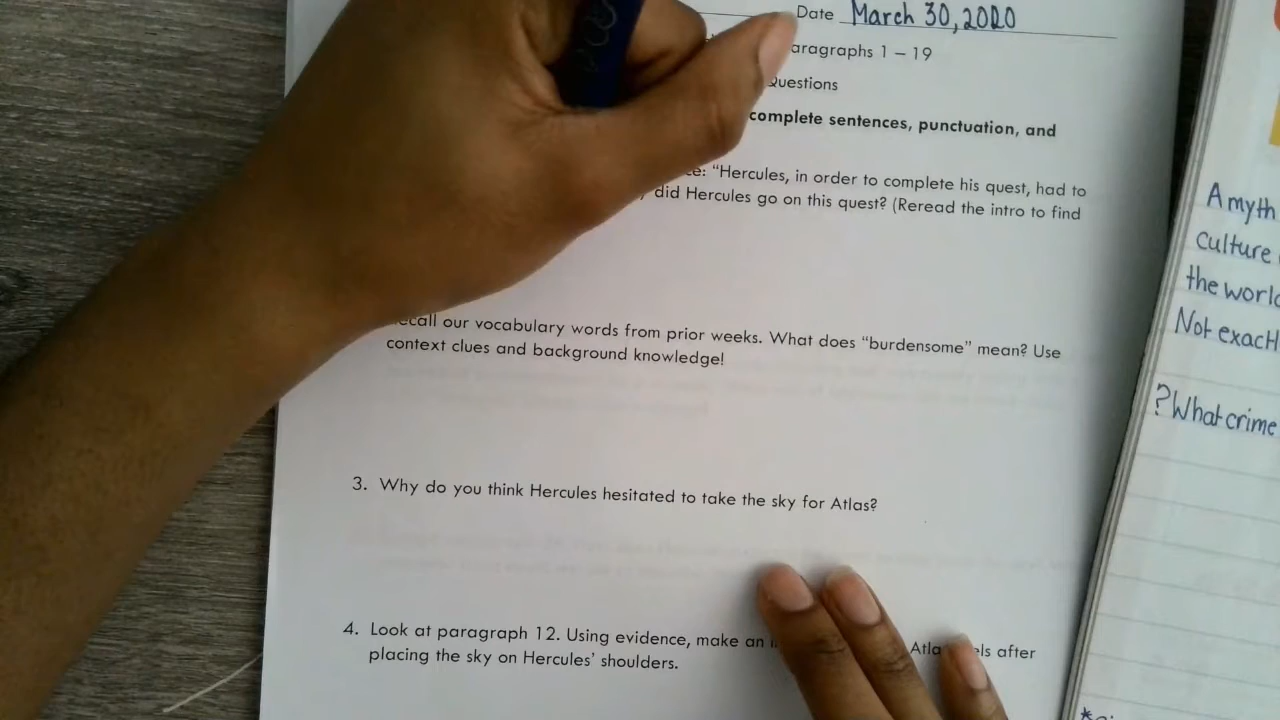 Date March 30, 2020
aragraphs 1 – 19
Questions
complete sentences, punctuation, and
"Hercules, in order to complete his quest, had to
did Hercules go on this quest? (Reread the intro to find
Recall our vocabulary words from prior weeks. What does "burdensome" mean? Use
context clues and background knowledge!
3. Why do you think Hercules hesitated to take the sky for Atlas?
4. Look at paragraph 12. Using evidence, make an
after
placing the sky on Hercules' shoulders.
A myth
culture
the world
Not exactl
?What crime